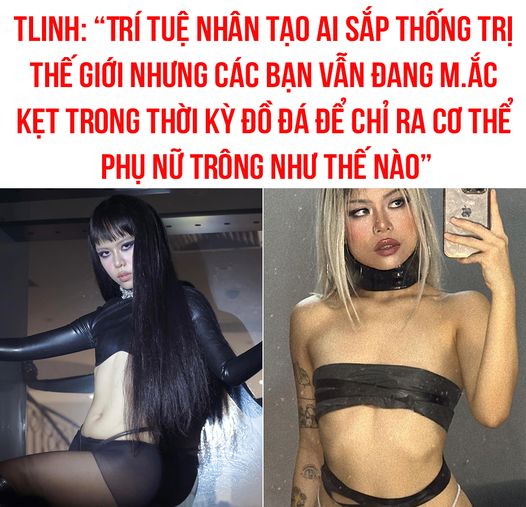 TLINH: “TRÍ TUỆ NHÂN TẠO AI SẮP THỐNG TRỊ
THẾ GIỚI NHƯNG CÁC BẠN VẪN ĐANG M.ẮC
KẸT TRONG THỜI KỲ ĐỒ ĐÁ ĐỂ CHỈ RA CƠ THỂ
PHỤ NỮ TRÔNG NHƯ THẾ NÀO”